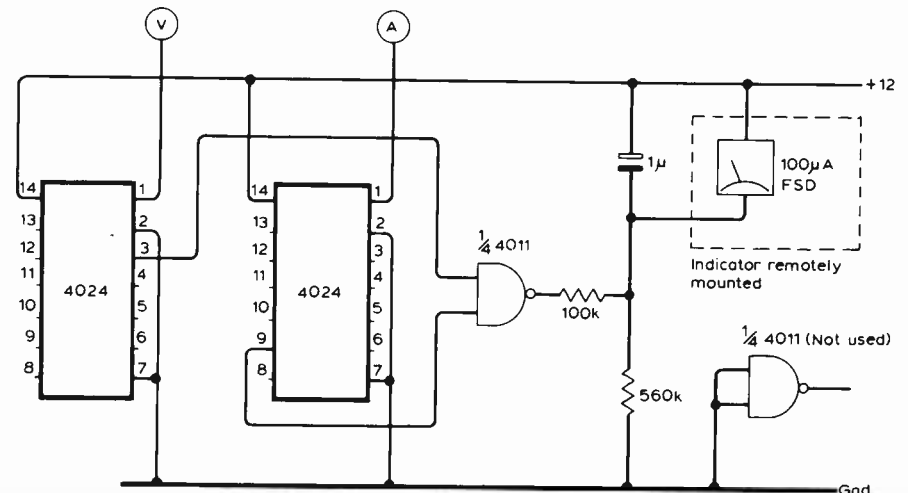 V
A
+12
14
13
12
11
10
9
8
4024
1
2
3
4
5
6
7
14
13
12
11
10
9
8
4024
1
2
3
4
5
6
7
1/4 4011
100k
1μ
560k
100μA
FSD
Indicator remotely
mounted
1/4 4011 (Not used)
Gnd